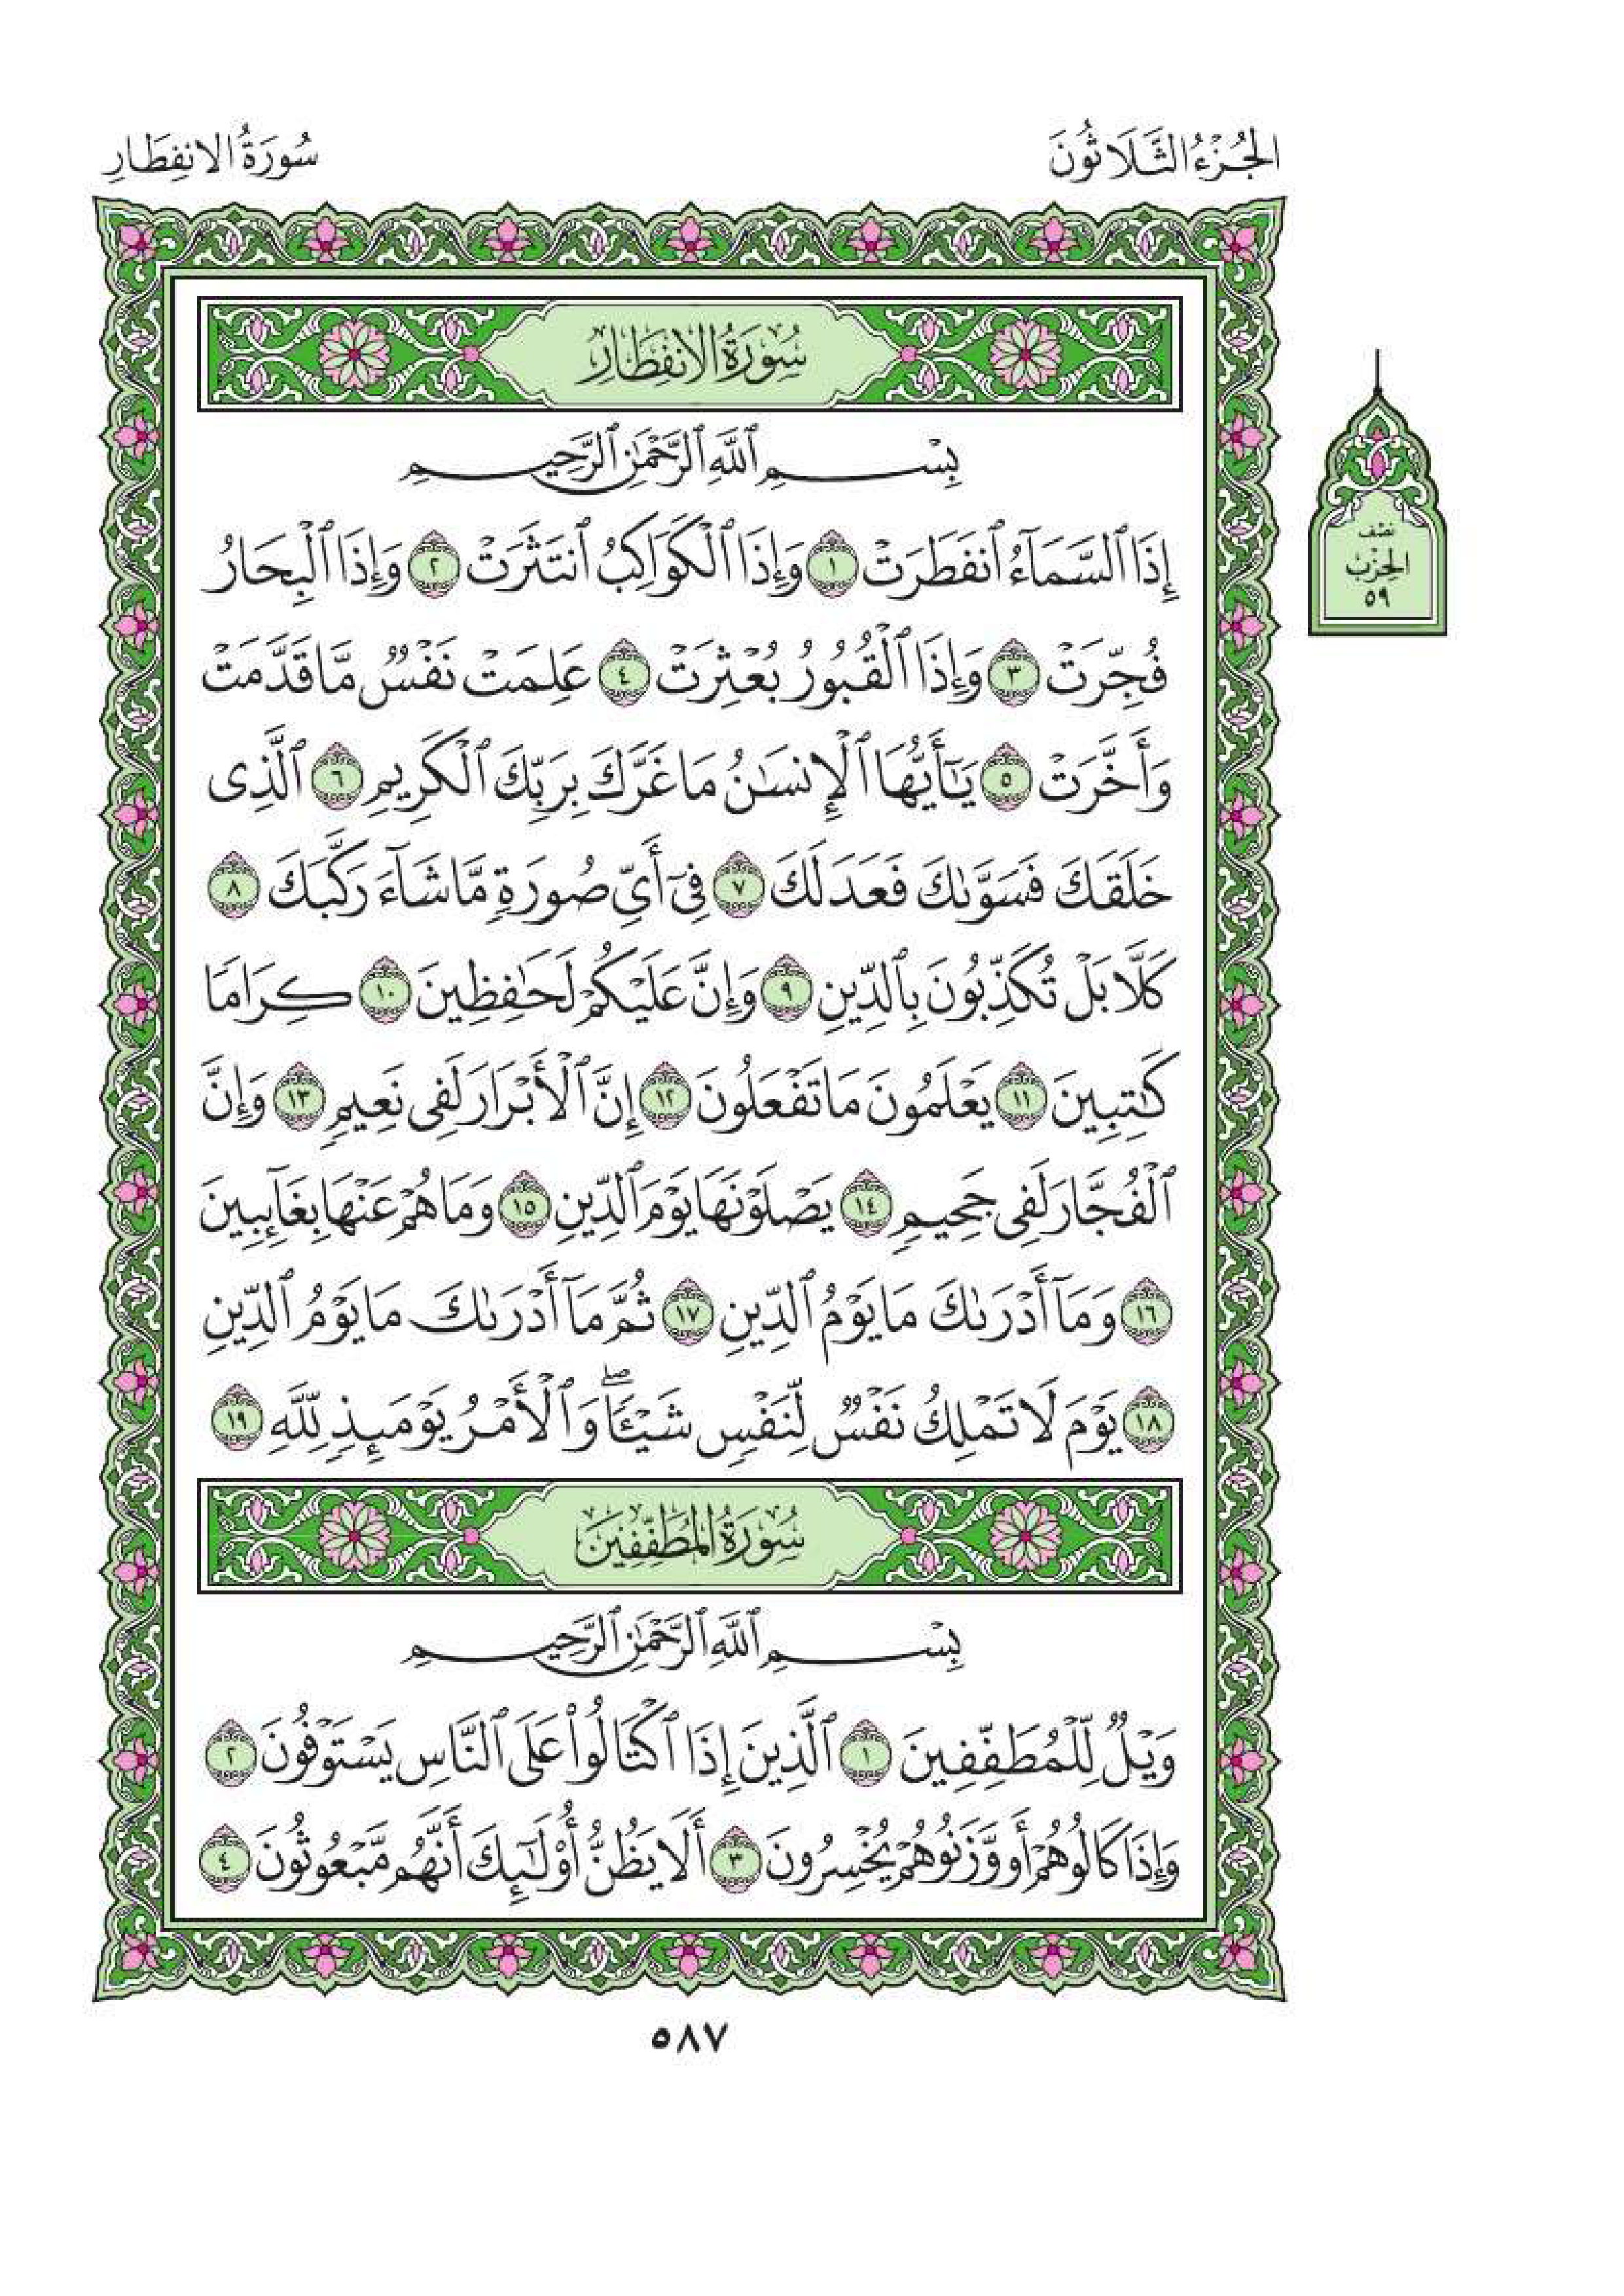 الجُزْءُ الثَّلَاثُونَ
سُورَةُ الانفِطَارِ
سُورَةُ الانفِطَارِ
بِسْمِ ٱللَّهِ ٱلرَّحْمَٰنِ ٱلرَّحِيمِ
إِذَا ٱلسَّمَآءُ ٱنفَطَرَتْ ١ وَإِذَا ٱلْكَوَاكِبُ ٱنتَثَرَتْ ٢ وَإِذَا ٱلْبِحَارُ
فُجِّرَتْ ٣ وَإِذَا ٱلْقُبُورُ بُعْثِرَتْ ٤ عَلِمَتْ نَفْسٌ مَّا قَدَّمَتْ
وَأَخَّرَتْ ٥ يَٰٓأَيُّهَا ٱلْإِنسَٰنُ مَا غَرَّكَ بِرَبِّكَ ٱلْكَرِيمِ ٦ ٱلَّذِى
خَلَقَكَ فَسَوَّىٰكَ فَعَدَلَكَ ٧ فِىٓ أَىِّ صُورَةٍ مَّا شَآءَ رَكَّبَكَ ٨
كَلَّا بَلْ تُكَذِّبُونَ بِٱلدِّينِ ٩ وَإِنَّ عَلَيْكُمْ لَحَٰفِظِينَ ١٠ كِرَامًا
كَٰتِبِينَ ١١ يَعْلَمُونَ مَا تَفْعَلُونَ ١٢ إِنَّ ٱلْأَبْرَارَ لَفِى نَعِيمٍ ١٣ وَإِنَّ
ٱلْفُجَّارَ لَفِى جَحِيمٍ ١٤ يَصْلَوْنَهَا يَوْمَ ٱلدِّينِ ١٥ وَمَا هُمْ عَنْهَا بِغَآئِبِينَ
١٦ وَمَآ أَدْرَىٰكَ مَا يَوْمُ ٱلدِّينِ ١٧ ثُمَّ مَآ أَدْرَىٰكَ مَا يَوْمُ ٱلدِّينِ
١٨ يَوْمَ لَا تَمْلِكُ نَفْسٌ لِّنَفْسٍ شَيْـًٔا ۖ وَٱلْأَمْرُ يَوْمَئِذٍ لِّلَّهِ ١٩
سُورَةُ المُطَفِّفِينَ
بِسْمِ ٱللَّهِ ٱلرَّحْمَٰنِ ٱلرَّحِيمِ
وَيْلٌ لِّلْمُطَفِّفِينَ ١ ٱلَّذِينَ إِذَا ٱكْتَالُوا۟ عَلَى ٱلنَّاسِ يَسْتَوْفُونَ ٢
وَإِذَا كَالُوهُمْ أَو وَّزَنُوهُمْ يُخْسِرُونَ ٣ أَلَا يَظُنُّ أُو۟لَٰٓئِكَ أَنَّهُم مَّبْعُوثُونَ ٤
نصْف
الحِزْب
٥٩
٥٨٧